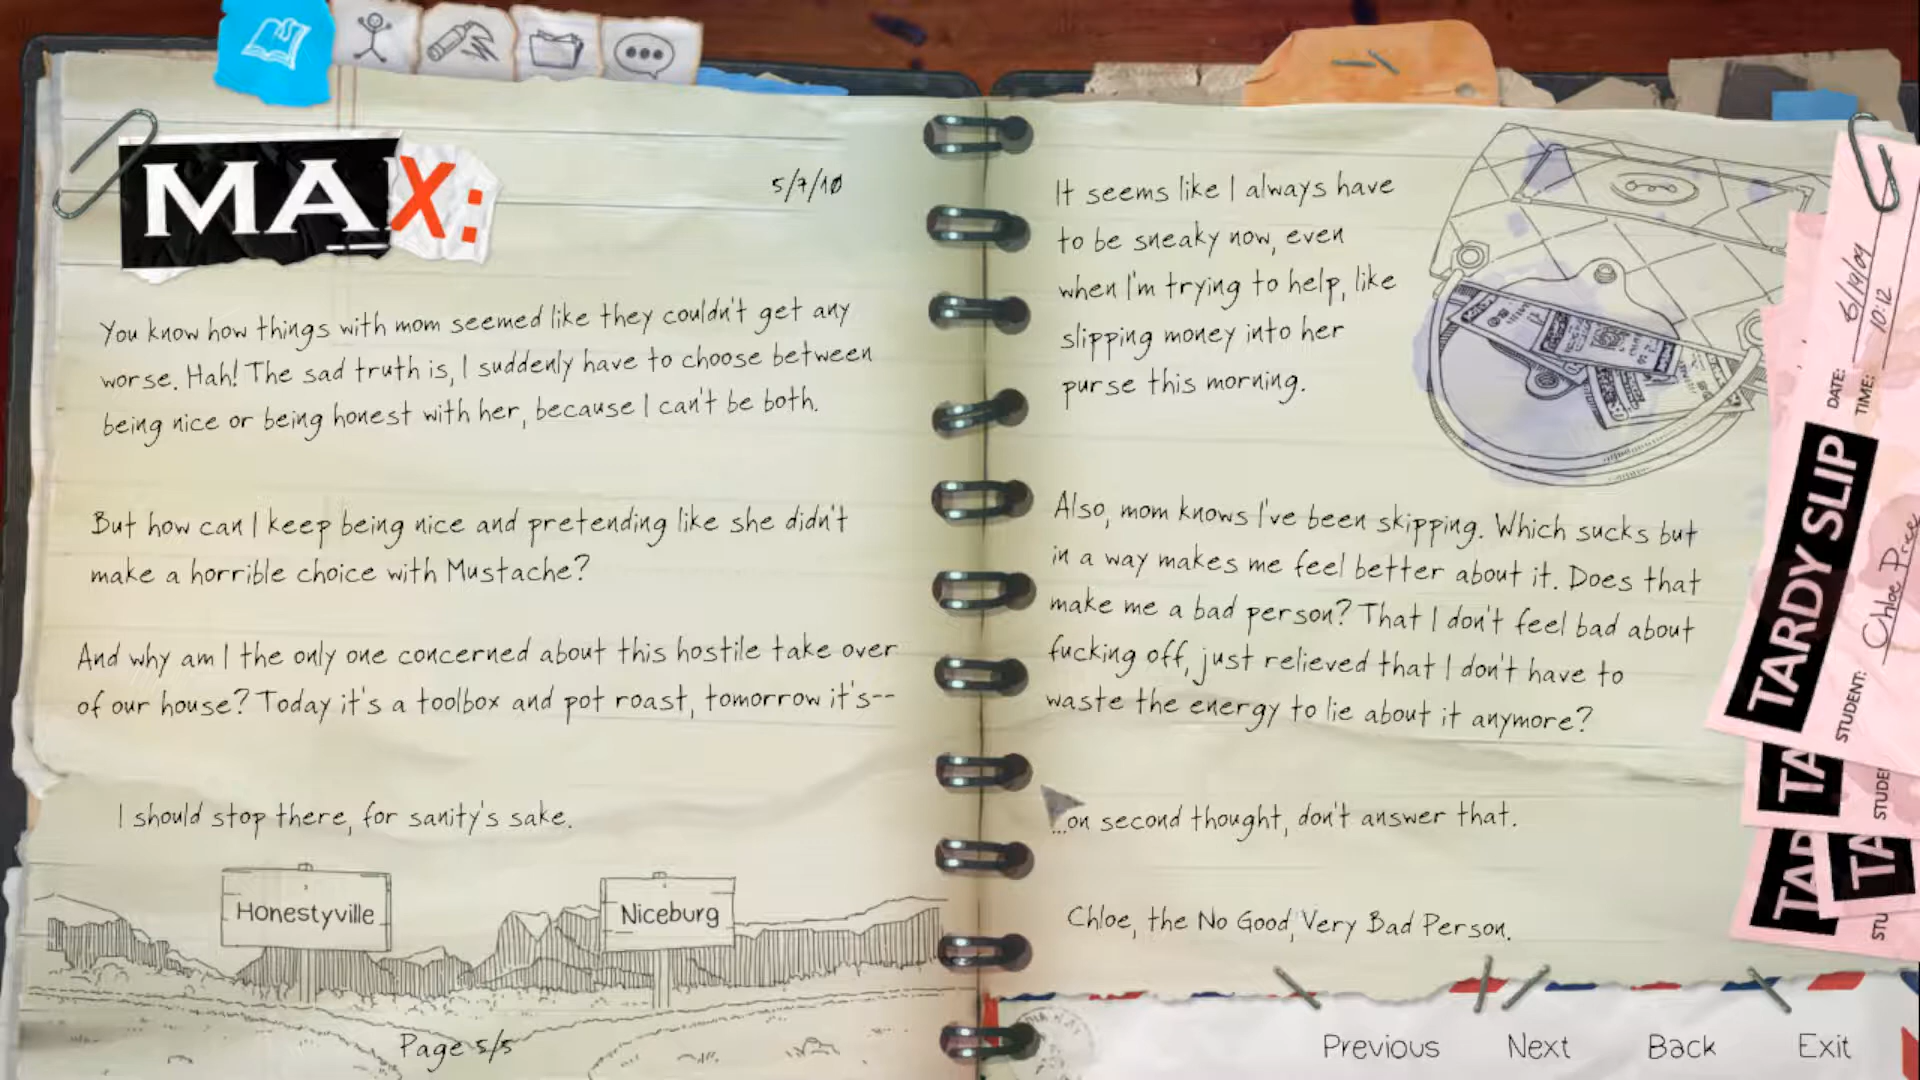 MAX:
5/7/10
You know how things with mom seemed like they couldn't get any
worse. Hah! The sad truth is, I suddenly have to choose between
being nice or being honest with her, because I can't be both.
But how can I keep being nice and pretending like she didn't
make a horrible choice with Mustache?
And why am I the only one concerned about this hostile take over
of our house? Today it's a toolbox and pot roast, tomorrow it's--
I should stop there, for sanity's sake.
Honestyville
Niceburg
Page 5/5
It seems like I always have
to be sneaky now, even
when I'm trying to help, like
slipping money into her
purse this morning.
Also, mom knows I've been skipping. Which sucks but
in a way makes me feel better about it. Does that
make me a bad person? That I don't feel bad about
fucking off, just relieved that I don't have to
waste the energy to lie about it anymore?
...on second thought, don't answer that.
Chloe, the No Good, Very Bad Person.
TARDY SLIP
DATE: 6/19/09
TIME: 10:12
STUDENT: Chloe Price
TA
STUDE
TAR
TA
STU
Previous
Next
Back
Exit